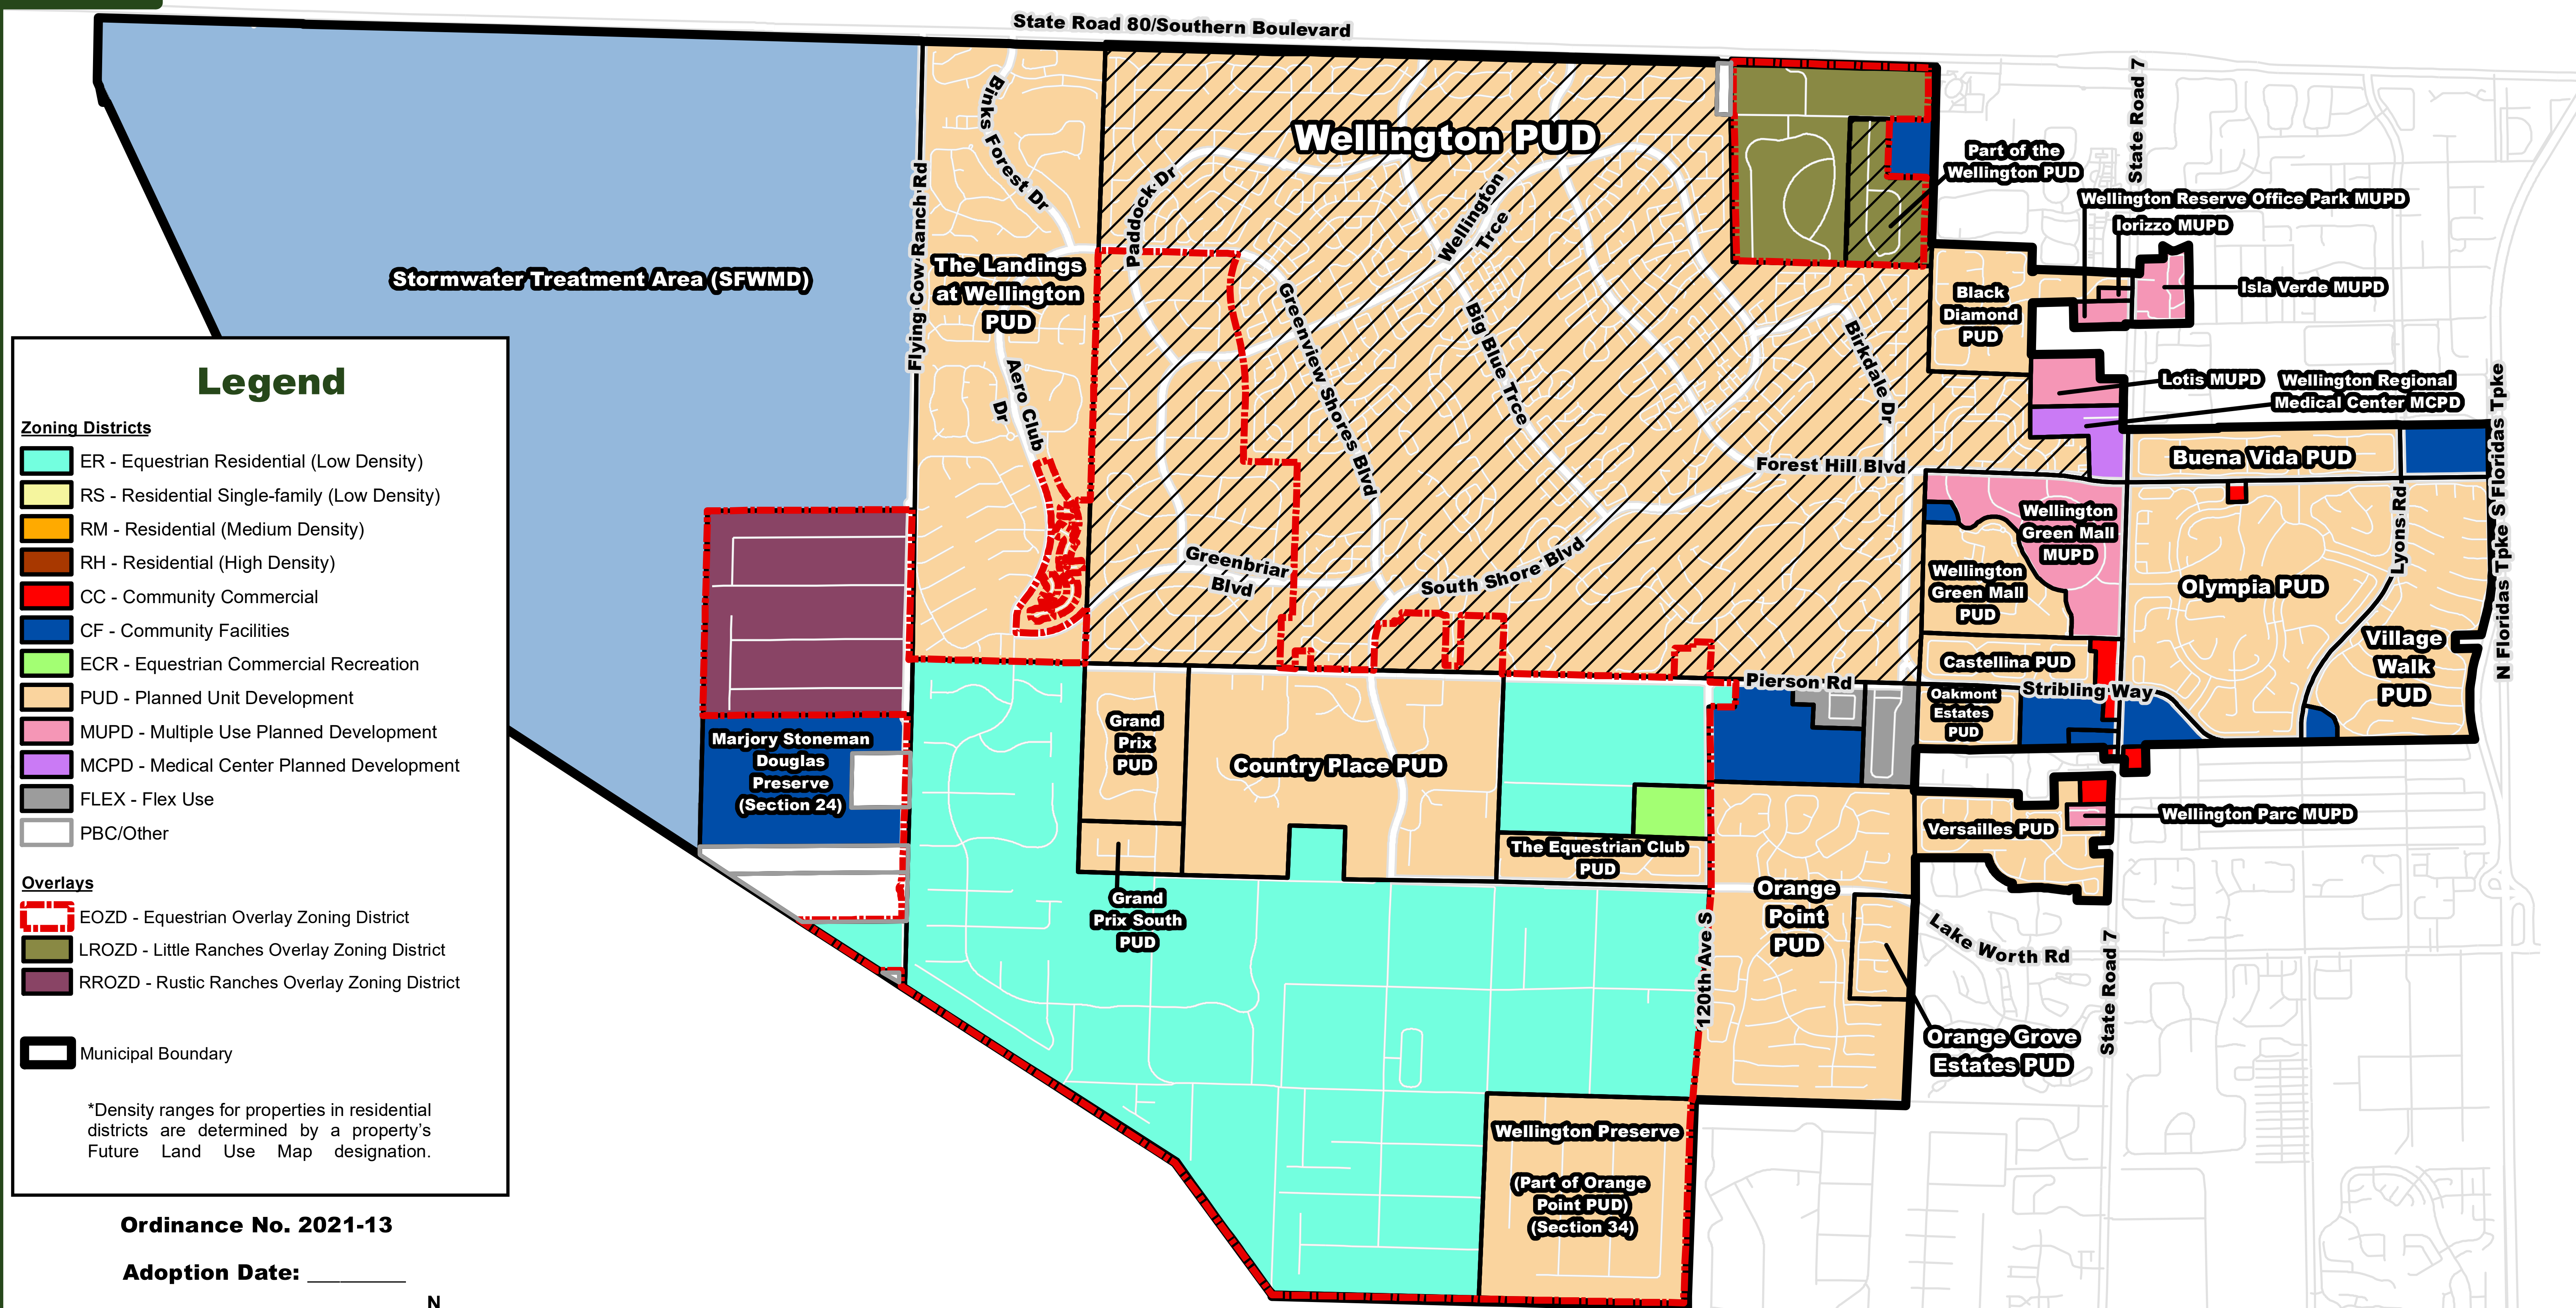 State Road 80/Southern Boulevard
Wellington PUD
Binks Forest Dr
Paddock Dr
Wellington
Trce
Flying Cow Ranch Rd
Stormwater Treatment Area (SFWMD)
The Landings
at Wellington
PUD
Aero Club
Dr
Greenview Shores Blvd
Big Blue Trce
Birkdale Dr
Forest Hill Blvd
Greenbriar
Blvd
South Shore Blvd
Part of the
Wellington PUD
State Road 7
Wellington Reserve Office Park MUPD
Iorizzo MUPD
Isla Verde MUPD
Black
Diamond
PUD
Lotis MUPD
Wellington Regional
Medical Center MCPD
Buena Vida PUD
N Floridas Tpke S Floridas Tpke
Wellington
Green Mall
MUPD
Wellington
Green Mall
PUD
Olympia PUD
Lyons Rd
Village
Walk
PUD
Castellina PUD
Pierson Rd
Oakmont
Estates
PUD
Stribling Way
Marjory Stoneman
Douglas
Preserve
(Section 24)
Grand
Prix
PUD
Country Place PUD
The Equestrian Club
PUD
Versailles PUD
Wellington Parc MUPD
Grand
Prix South
PUD
Orange
Point
PUD
120th Ave S
Lake Worth Rd
State Road 7
Orange Grove
Estates PUD
Wellington Preserve
(Part of Orange
Point PUD)
(Section 34)
Legend
Zoning Districts
ER - Equestrian Residential (Low Density)
RS - Residential Single-family (Low Density)
RM - Residential (Medium Density)
RH - Residential (High Density)
CC - Community Commercial
CF - Community Facilities
ECR - Equestrian Commercial Recreation
PUD - Planned Unit Development
MUPD - Multiple Use Planned Development
MCPD - Medical Center Planned Development
FLEX - Flex Use
PBC/Other
Overlays
EOZD - Equestrian Overlay Zoning District
LROZD - Little Ranches Overlay Zoning District
RROZD - Rustic Ranches Overlay Zoning District
Municipal Boundary
*Density ranges for properties in residential
districts are determined by a property's
Future Land Use Map designation.
Ordinance No. 2021-13
Adoption Date: ________
N